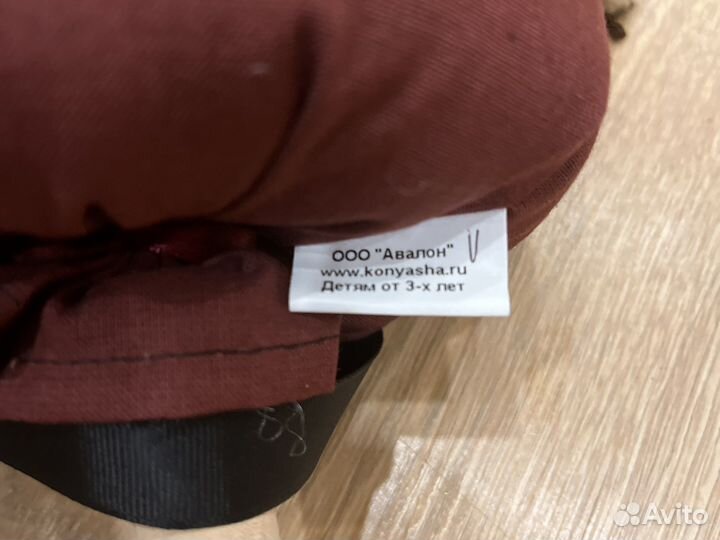 ООО "Авалон" V
www.konyasha.ru
Детям от 3-х лет
Avito